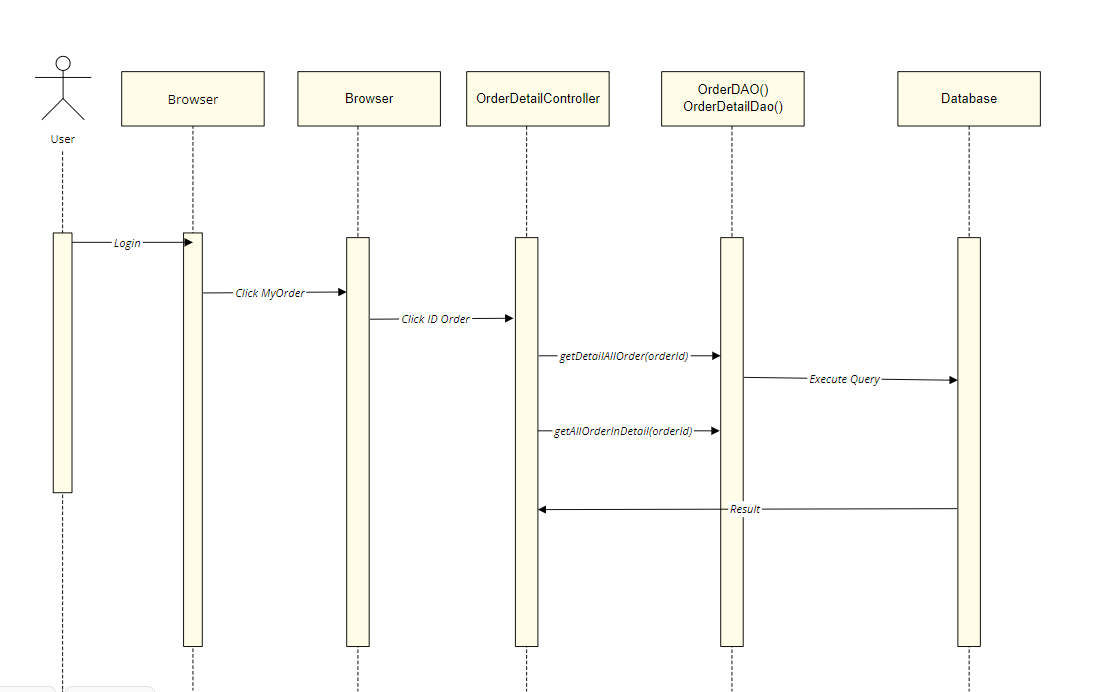 OrderDAO()
Browser
Browser
OrderDetailController
OrderDetailDao()
Database
User
Login
Click MyOrder
Click ID Order
getDetailAllOrder(orderId)
Execute Query
getAllOrderInDetail(orderId)
Result